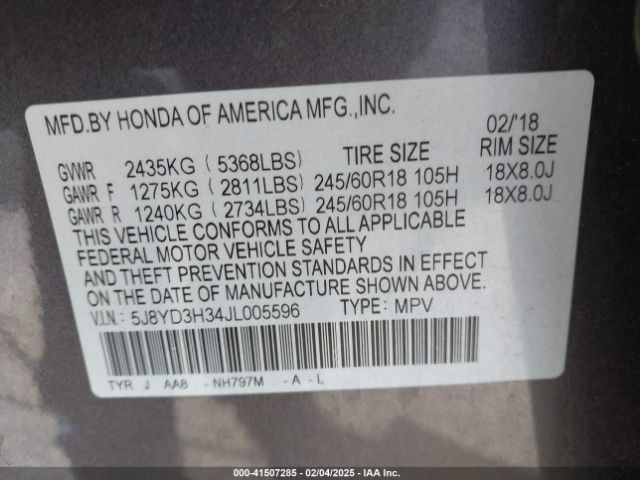 MFD.BY HONDA OF AMERICA MFG.,INC. 02/'18
GVWR 2435KG ( 5368LBS) TIRE SIZE RIM SIZE
GAWR F 1275KG ( 2811LBS) 245/60R18 105H 18X8.0J
GAWR R 1240KG ( 2734LBS) 245/60R18 105H 18X8.0J
THIS VEHICLE CONFORMS TO ALL APPLICABLE
FEDERAL MOTOR VEHICLE SAFETY
AND THEFT PREVENTION STANDARDS IN EFFECT
ON THE DATE OF MANUFACTURE SHOWN ABOVE.
V.I.N.: 5J8YD3H34JL005596 TYPE: MPV
TYR J AA8 -NH797M -A-L
000-41507285 - 02/04/2025 - IAA Inc.